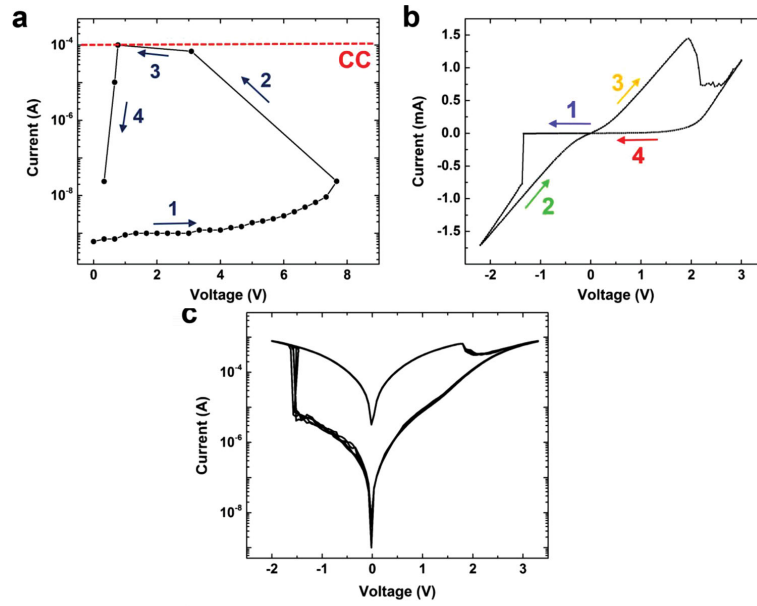 a
10⁻⁴
10⁻⁶
10⁻⁸
Current (A)
CC
1
2
3
4
0 2 4 6 8
Voltage (V)
b
1.5
1.0
0.5
0.0
-0.5
-1.0
-1.5
Current (mA)
1
2
3
4
-2 -1 0 1 2 3
Voltage (V)
c
10⁻⁴
10⁻⁶
10⁻⁸
Current (A)
-2 -1 0 1 2 3
Voltage (V)